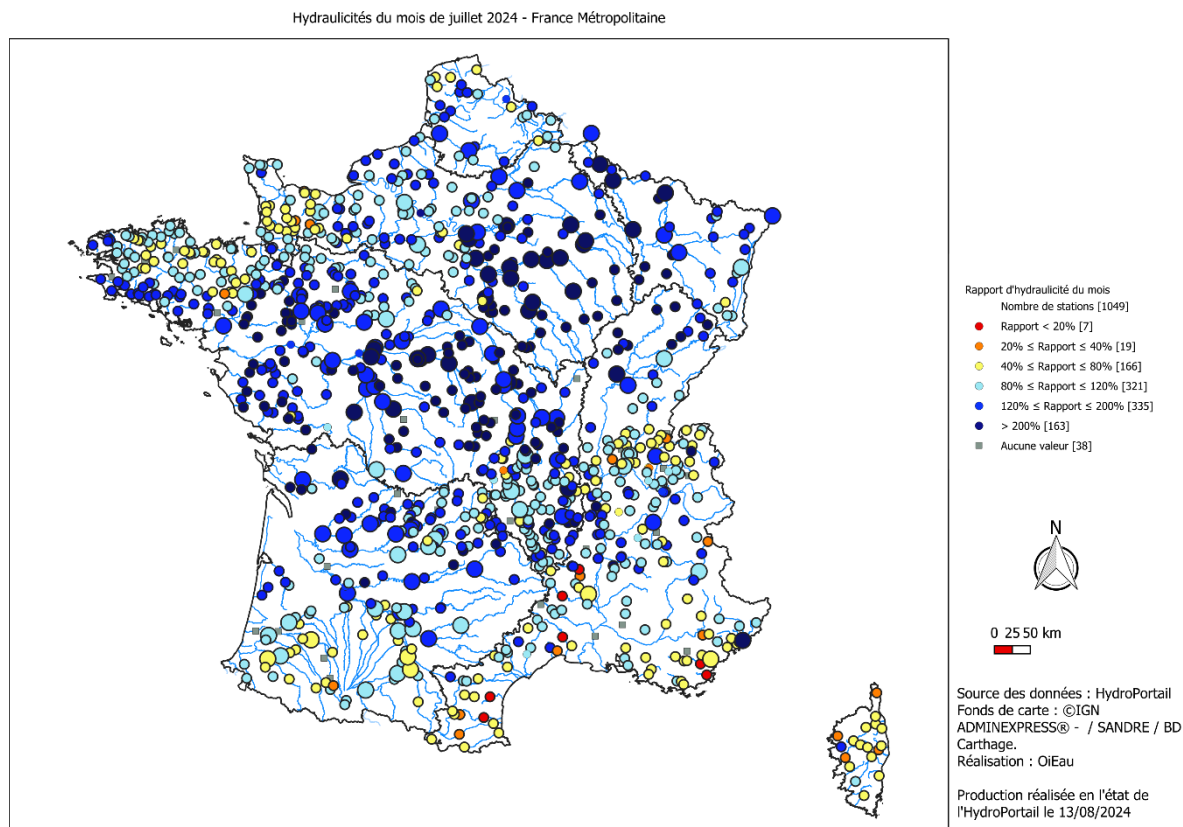 Hydraulicités du mois de juillet 2024 - France Métropolitaine
Rapport d'hydraulicité du mois
Nombre de stations [1049]
Rapport < 20% [7]
20% ≤ Rapport ≤ 40% [19]
40% ≤ Rapport ≤ 80% [166]
80% ≤ Rapport ≤ 120% [321]
120% ≤ Rapport ≤ 200% [335]
> 200% [163]
Aucune valeur [38]
N
0 25 50 km
Source des données : HydroPortail
Fonds de carte : ©IGN
ADMINEXPRESS® - / SANDRE / BD
Carthage.
Réalisation : OiEau
Production réalisée en l'état de
l'HydroPortail le 13/08/2024